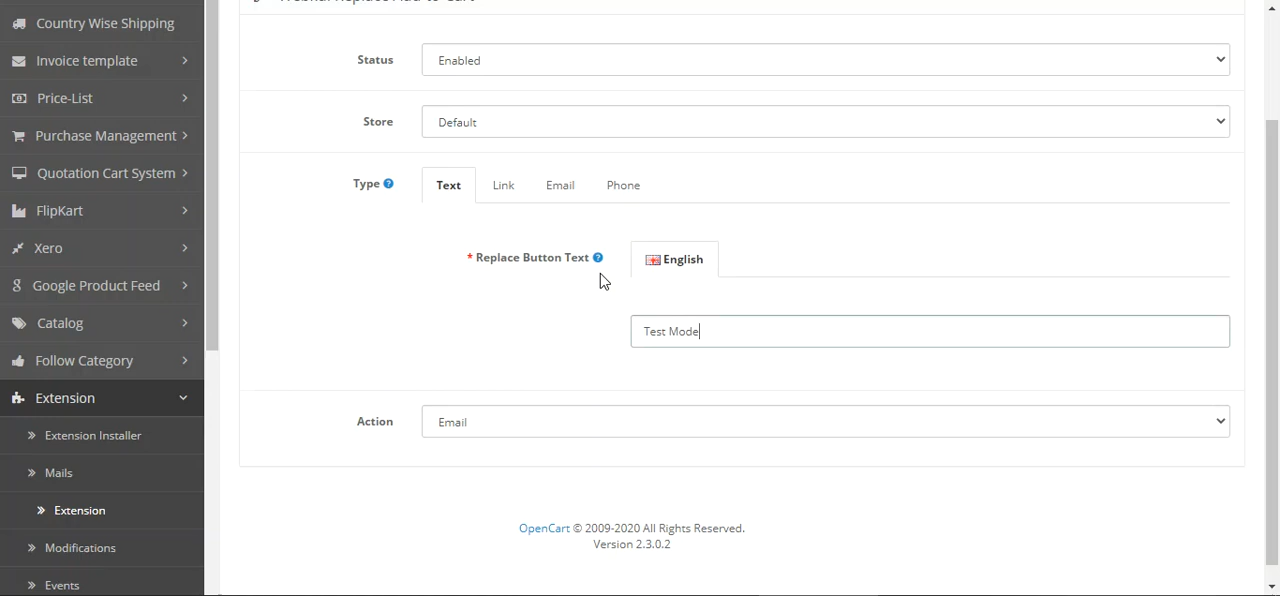 Country Wise Shipping
Invoice template
Price-List
Purchase Management
Quotation Cart System
FlipKart
Xero
Google Product Feed
Catalog
Follow Category
Extension
Extension Installer
Mails
Extension
Modifications
Events
Status
Enabled
Store
Default
Type
Text
Link
Email
Phone
* Replace Button Text
English
Test Mode
Action
Email
OpenCart © 2009-2020 All Rights Reserved.
Version 2.3.0.2